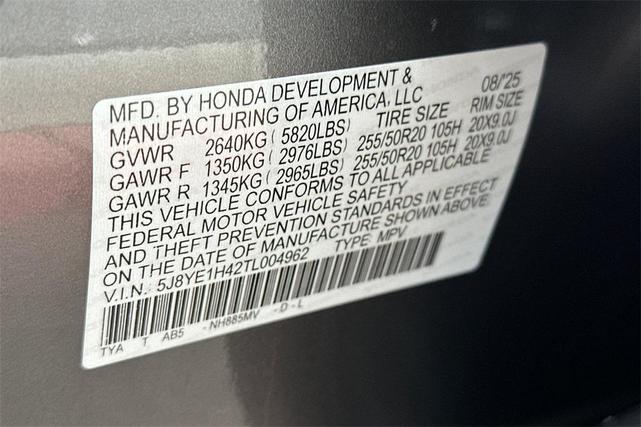 MFD. BY HONDA DEVELOPMENT & 08/25
MANUFACTURING OF AMERICA, LLC TIRE SIZE RIM SIZE
GVWR 2640KG ( 5820LBS)
GAWR F 1350KG ( 2976LBS) 255/50R20 105H 20X9.0J
GAWR R 1345KG ( 2965LBS) 255/50R20 105H 20X9.0J
THIS VEHICLE CONFORMS TO ALL APPLICABLE
FEDERAL MOTOR VEHICLE SAFETY
AND THEFT PREVENTION STANDARDS IN EFFECT
ON THE DATE OF MANUFACTURE SHOWN ABOVE.
V.I.N.: 5J8YE1H42TL004962 TYPE: MPV
TYA T AB5 - NH885MV - D - L